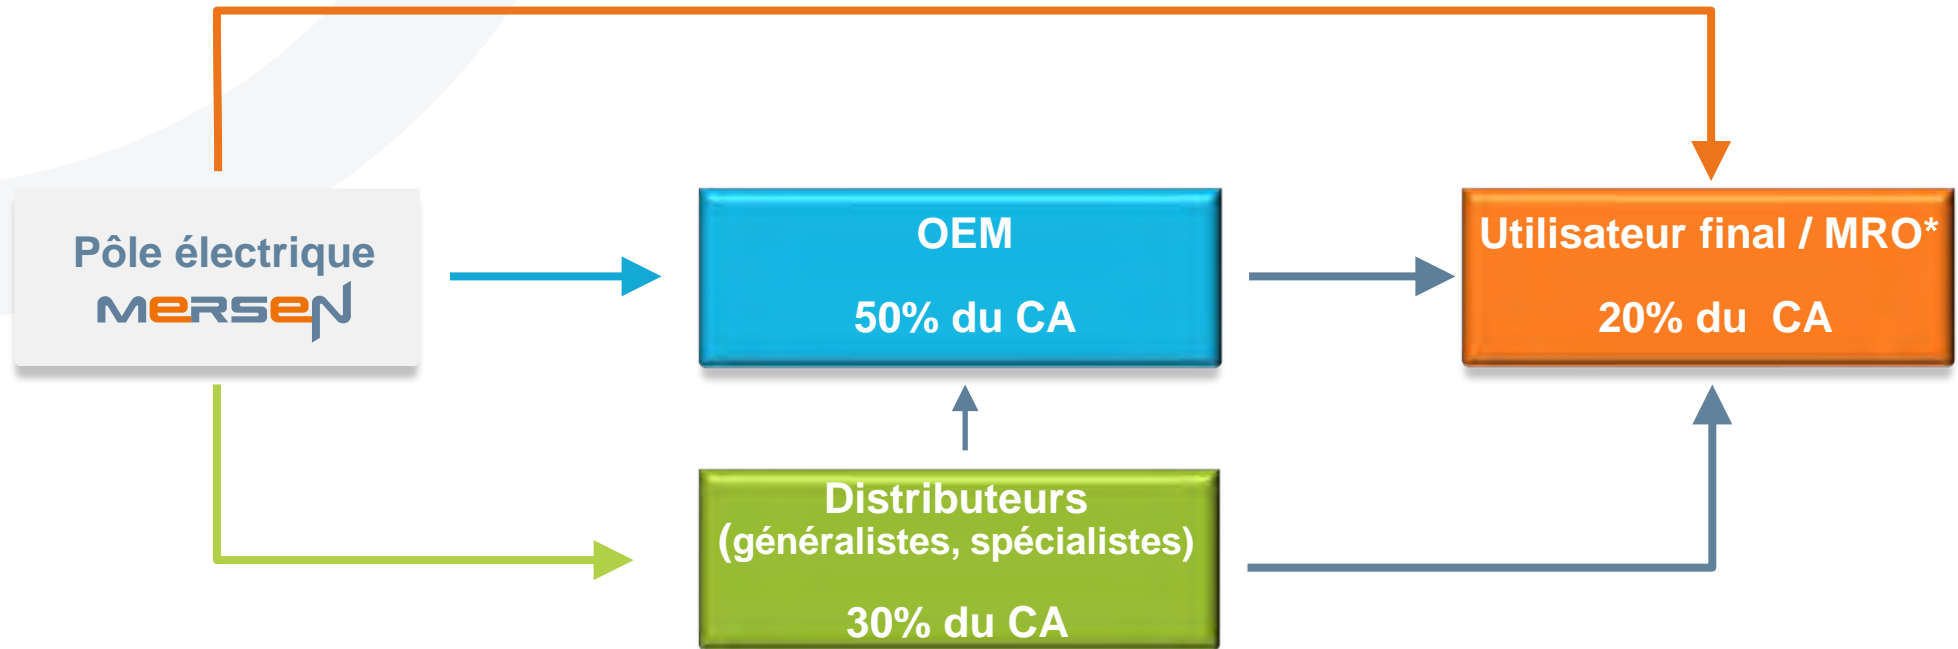 Pôle électrique
MERSEN
OEM
50% du CA
Utilisateur final / MRO*
20% du CA
Distributeurs
(généralistes, spécialistes)
30% du CA